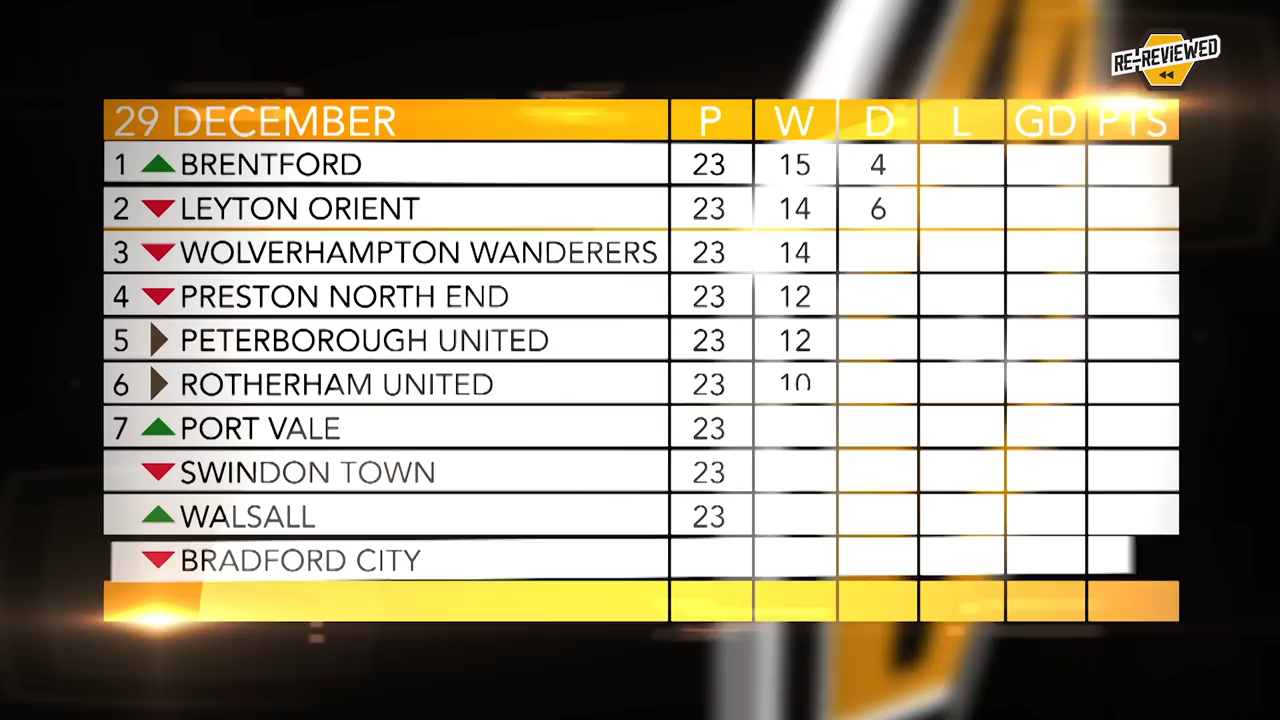 RE-REVIEWED
29 DECEMBER P W D L GD PTS
1 BRENTFORD 23 15 4
2 LEYTON ORIENT 23 14 6
3 WOLVERHAMPTON WANDERERS 23 14
4 PRESTON NORTH END 23 12
5 PETERBOROUGH UNITED 23 12
6 ROTHERHAM UNITED 23 10
7 PORT VALE 23
SWINDON TOWN 23
WALSALL 23
BRADFORD CITY